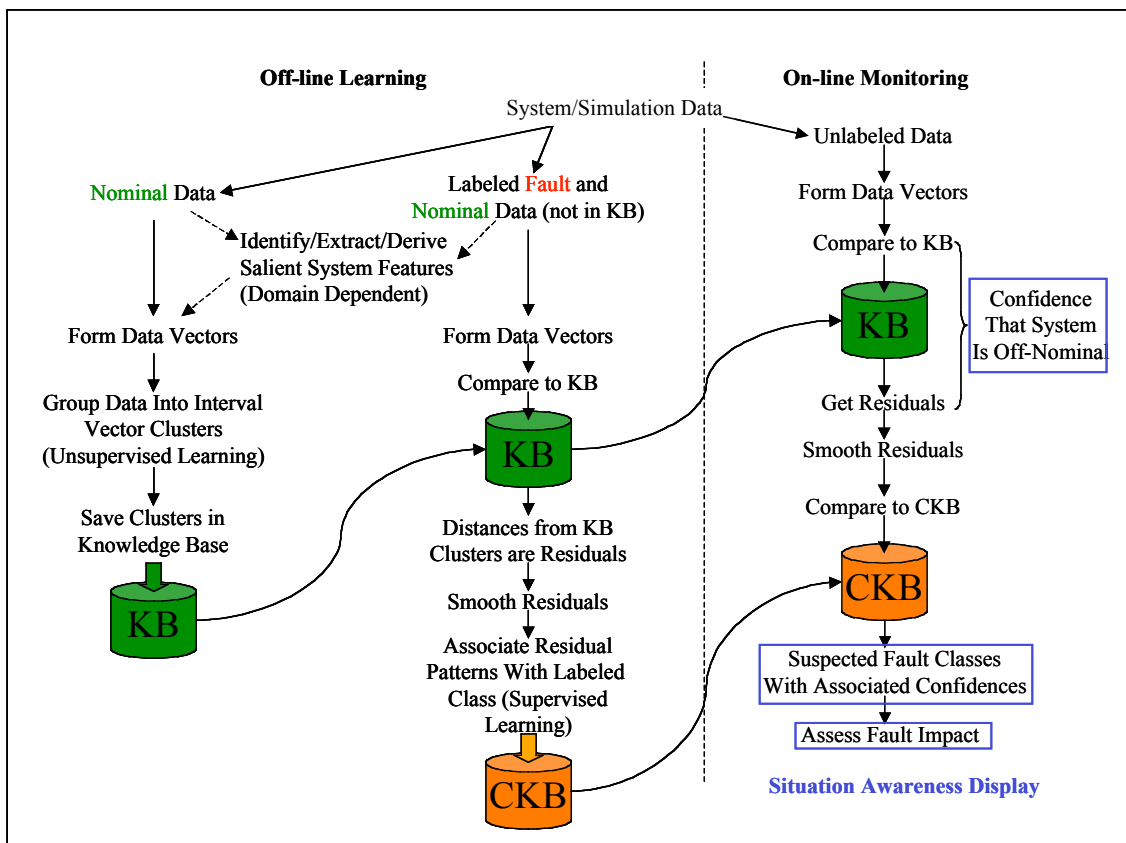 Off-line Learning
On-line Monitoring
System/Simulation Data
Nominal Data
Labeled Fault and
Nominal Data (not in KB)
Identify/Extract/Derive
Salient System Features
(Domain Dependent)
Form Data Vectors
Group Data Into Interval
Vector Clusters
(Unsupervised Learning)
Save Clusters in
Knowledge Base
KB
Form Data Vectors
Compare to KB
KB
Distances from KB
Clusters are Residuals
Smooth Residuals
Associate Residual
Patterns With Labeled
Class (Supervised
Learning)
CKB
Unlabeled Data
Form Data Vectors
Compare to KB
KB
Confidence
That System
Is Off-Nominal
Get Residuals
Smooth Residuals
Compare to CKB
CKB
Suspected Fault Classes
With Associated Confidences
Assess Fault Impact
Situation Awareness Display